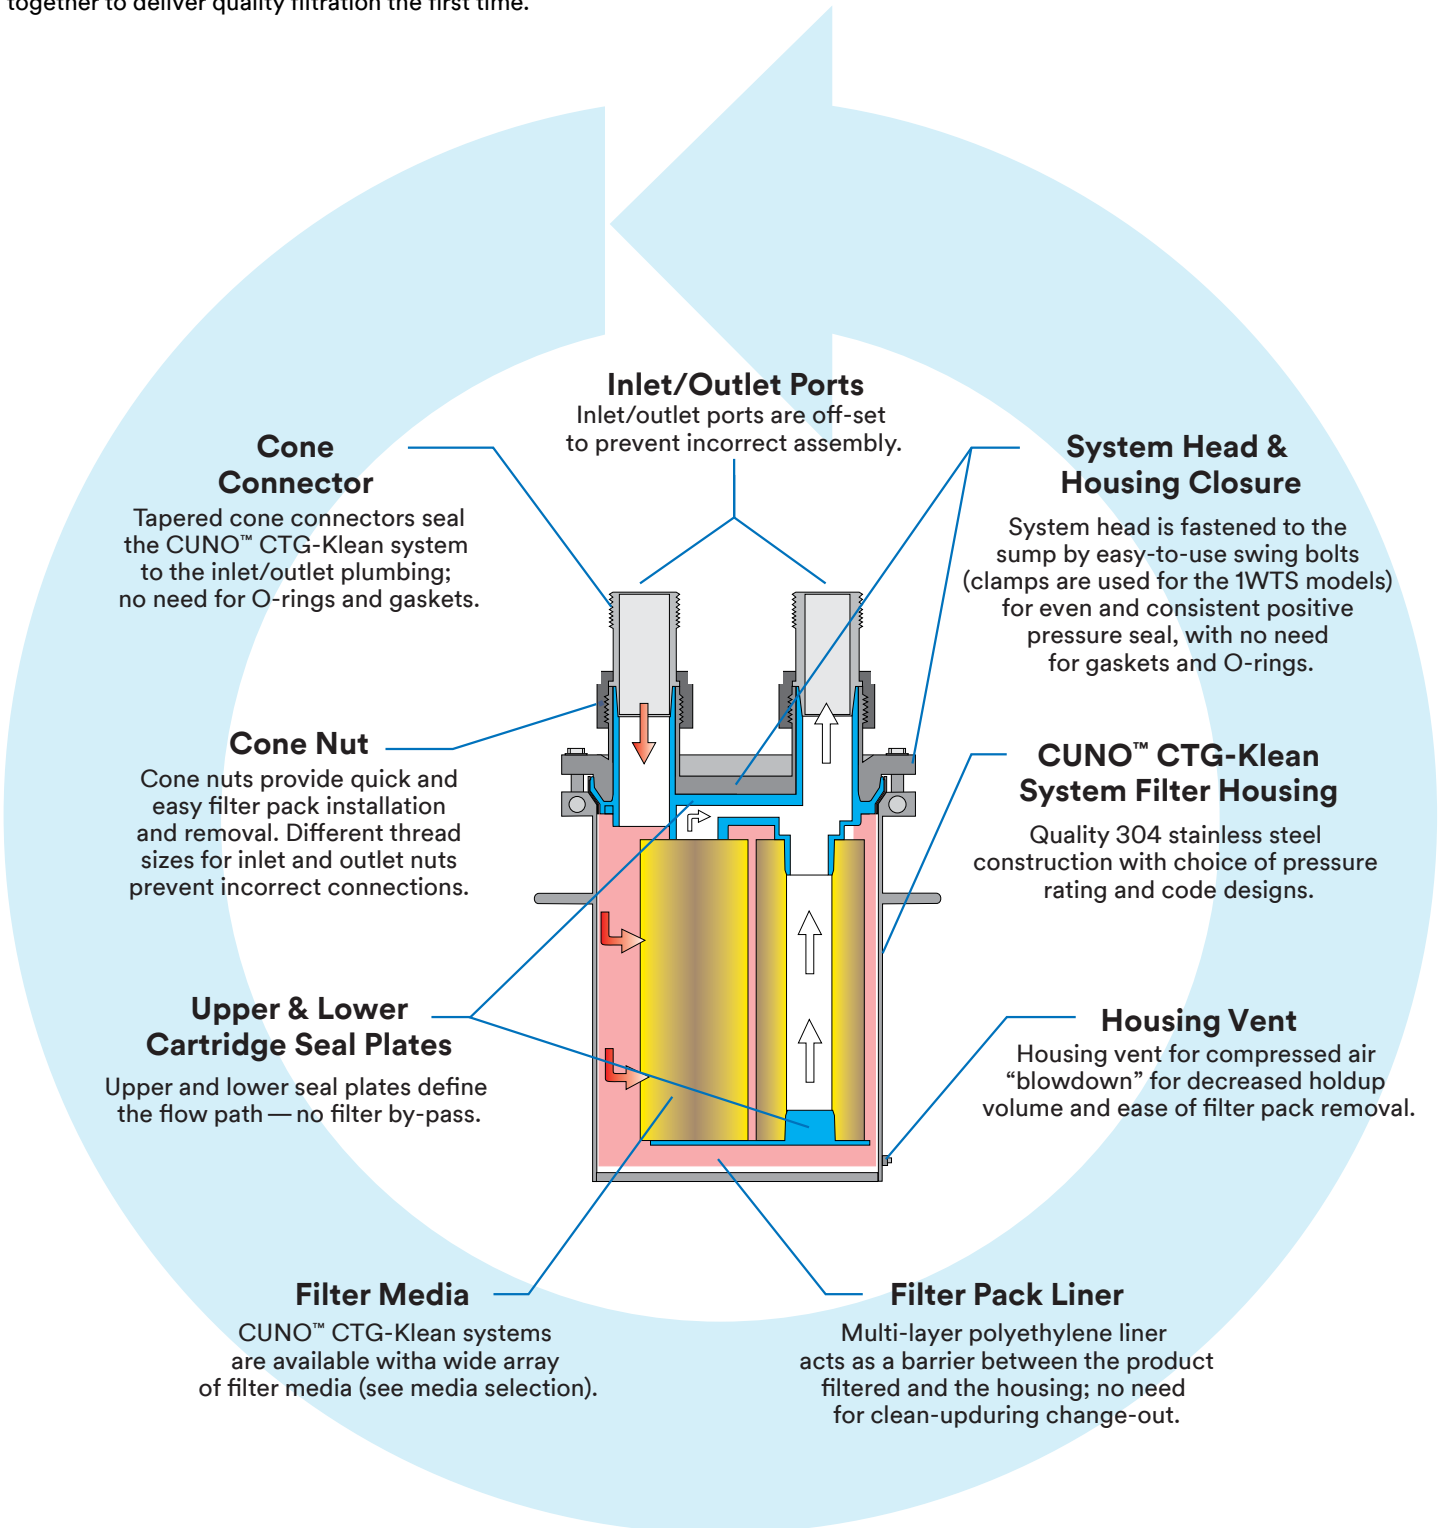 together to deliver quality filtration the first time.
Inlet/Outlet Ports
Inlet/outlet ports are off-set
to prevent incorrect assembly.
Cone
Connector
Tapered cone connectors seal
the CUNO™ CTG-Klean system
to the inlet/outlet plumbing;
no need for O-rings and gaskets.
System Head &
Housing Closure
System head is fastened to the
sump by easy-to-use swing bolts
(clamps are used for the 1WTS models)
for even and consistent positive
pressure seal, with no need
for gaskets and O-rings.
Cone Nut
Cone nuts provide quick and
easy filter pack installation
and removal. Different thread
sizes for inlet and outlet nuts
prevent incorrect connections.
CUNO™ CTG-Klean
System Filter Housing
Quality 304 stainless steel
construction with choice of pressure
rating and code designs.
Upper & Lower
Cartridge Seal Plates
Upper and lower seal plates define
the flow path — no filter by-pass.
Housing Vent
Housing vent for compressed air
“blowdown” for decreased holdup
volume and ease of filter pack removal.
Filter Media
CUNO™ CTG-Klean systems
are available witha wide array
of filter media (see media selection).
Filter Pack Liner
Multi-layer polyethylene liner
acts as a barrier between the product
filtered and the housing; no need
for clean-upduring change-out.